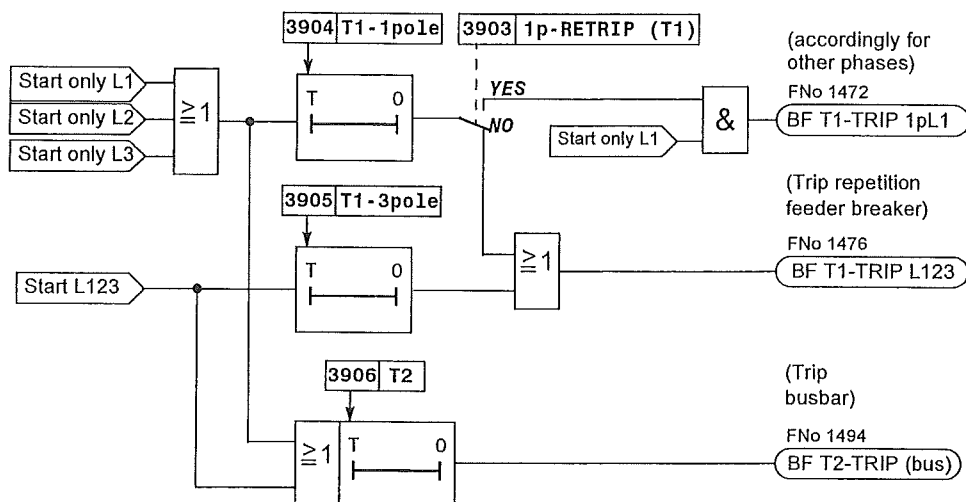 3904 T1-1pole
3903 1p-RETRIP (T1)
(accordingly for
other phases)
FNo 1472
BF T1-TRIP 1pL1
Start only L1
Start only L2
Start only L3
≧1
T 0
YES
NO
Start only L1
&
3905 T1-3pole
(Trip repetition
feeder breaker)
FNo 1476
BF T1-TRIP L123
Start L123
T 0
≧1
3906 T2
(Trip
busbar)
FNo 1494
BF T2-TRIP (bus)
≧1
T 0